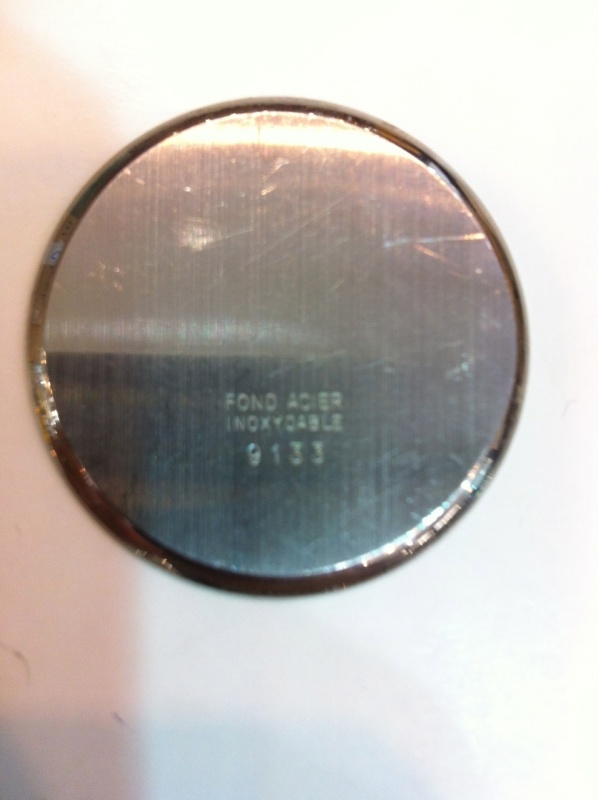 FOND ACIER
INOXYDABLE
9133